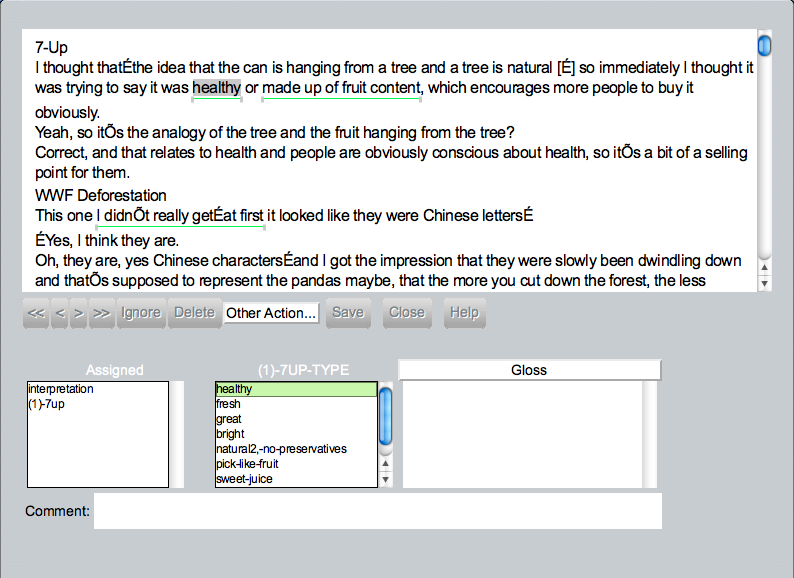 7-Up
I thought thatÉthe idea that the can is hanging from a tree and a tree is natural [É] so immediately I thought it
was trying to say it was healthy or made up of fruit content, which encourages more people to buy it
obviously.
Yeah, so itÕs the analogy of the tree and the fruit hanging from the tree?
Correct, and that relates to health and people are obviously conscious about health, so itÕs a bit of a selling
point for them.
WWF Deforestation
This one I didnÕt really getÉat first it looked like they were Chinese lettersÉ
ÉYes, I think they are.
Oh, they are, yes Chinese charactersÉand I got the impression that they were slowly been dwindling down
and thatÕs supposed to represent the pandas maybe, that the more you cut down the forest, the less
<< < > >> Ignore Delete Other Action... Save Close Help
Assigned (1)-7UP-TYPE Gloss
interpretation
(1)-7up
healthy
fresh
great
bright
natural2,-no-preservatives
pick-like-fruit
sweet-juice
Comment: